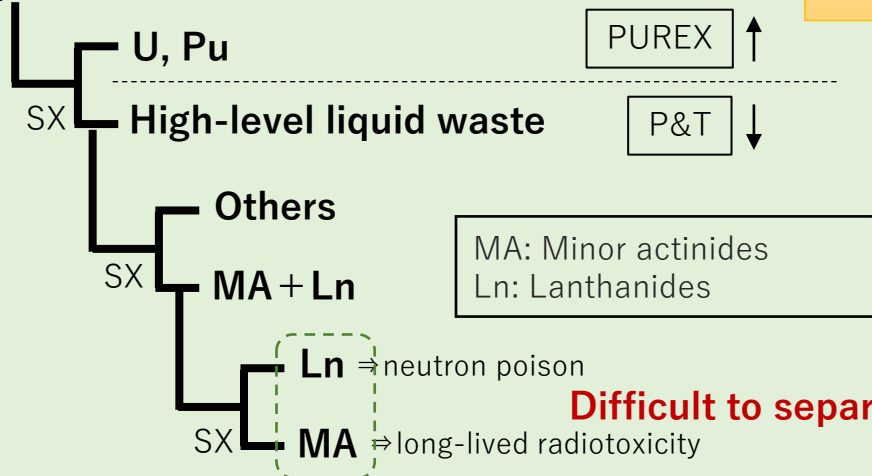 U, Pu
PUREX ↑
SX
High-level liquid waste
P&T ↓
Others
MA: Minor actinides
Ln: Lanthanides
SX
MA+Ln
Ln ⇒neutron poison
Difficult to separ
SX
MA ⇒long-lived radiotoxicity